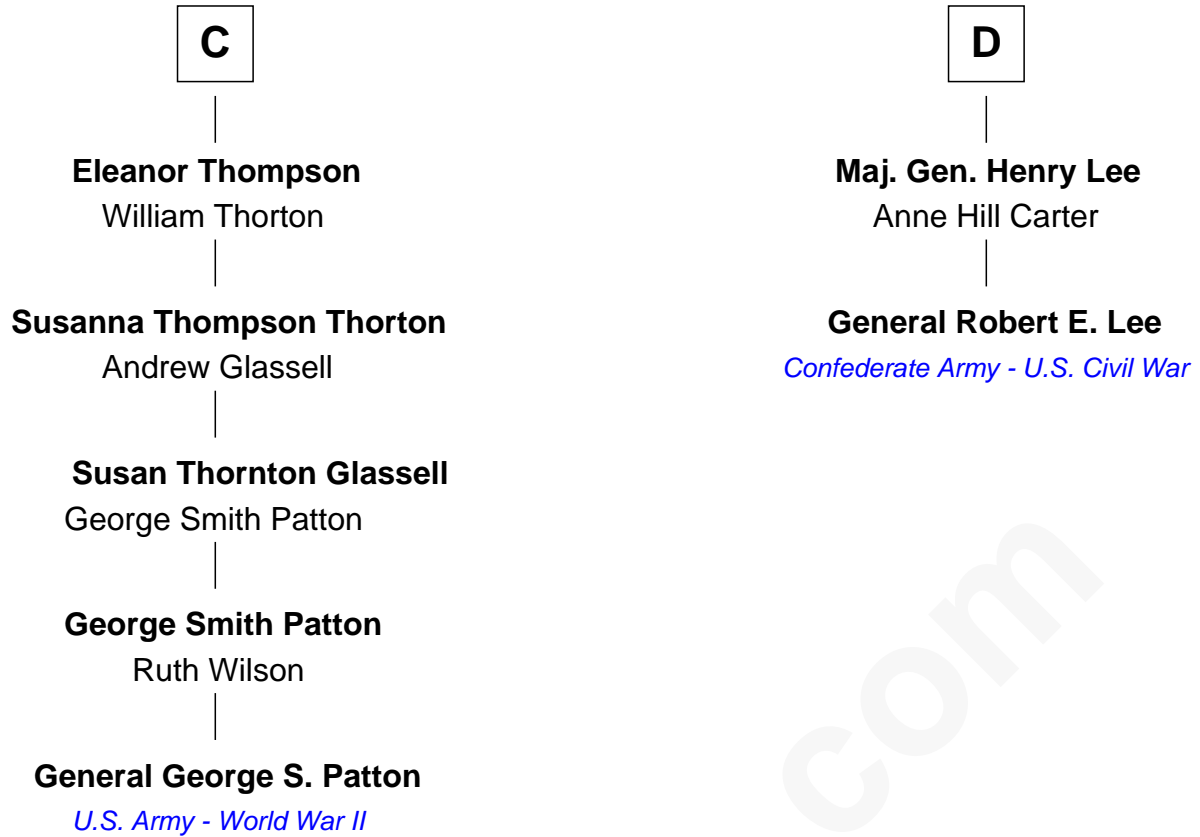 C
Eleanor Thompson
William Thorton
Susanna Thompson Thorton
Andrew Glassell
Susan Thornton Glassell
George Smith Patton
George Smith Patton
Ruth Wilson
General George S. Patton
U.S. Army - World War II
D
Maj. Gen. Henry Lee
Anne Hill Carter
General Robert E. Lee
Confederate Army - U.S. Civil War
com